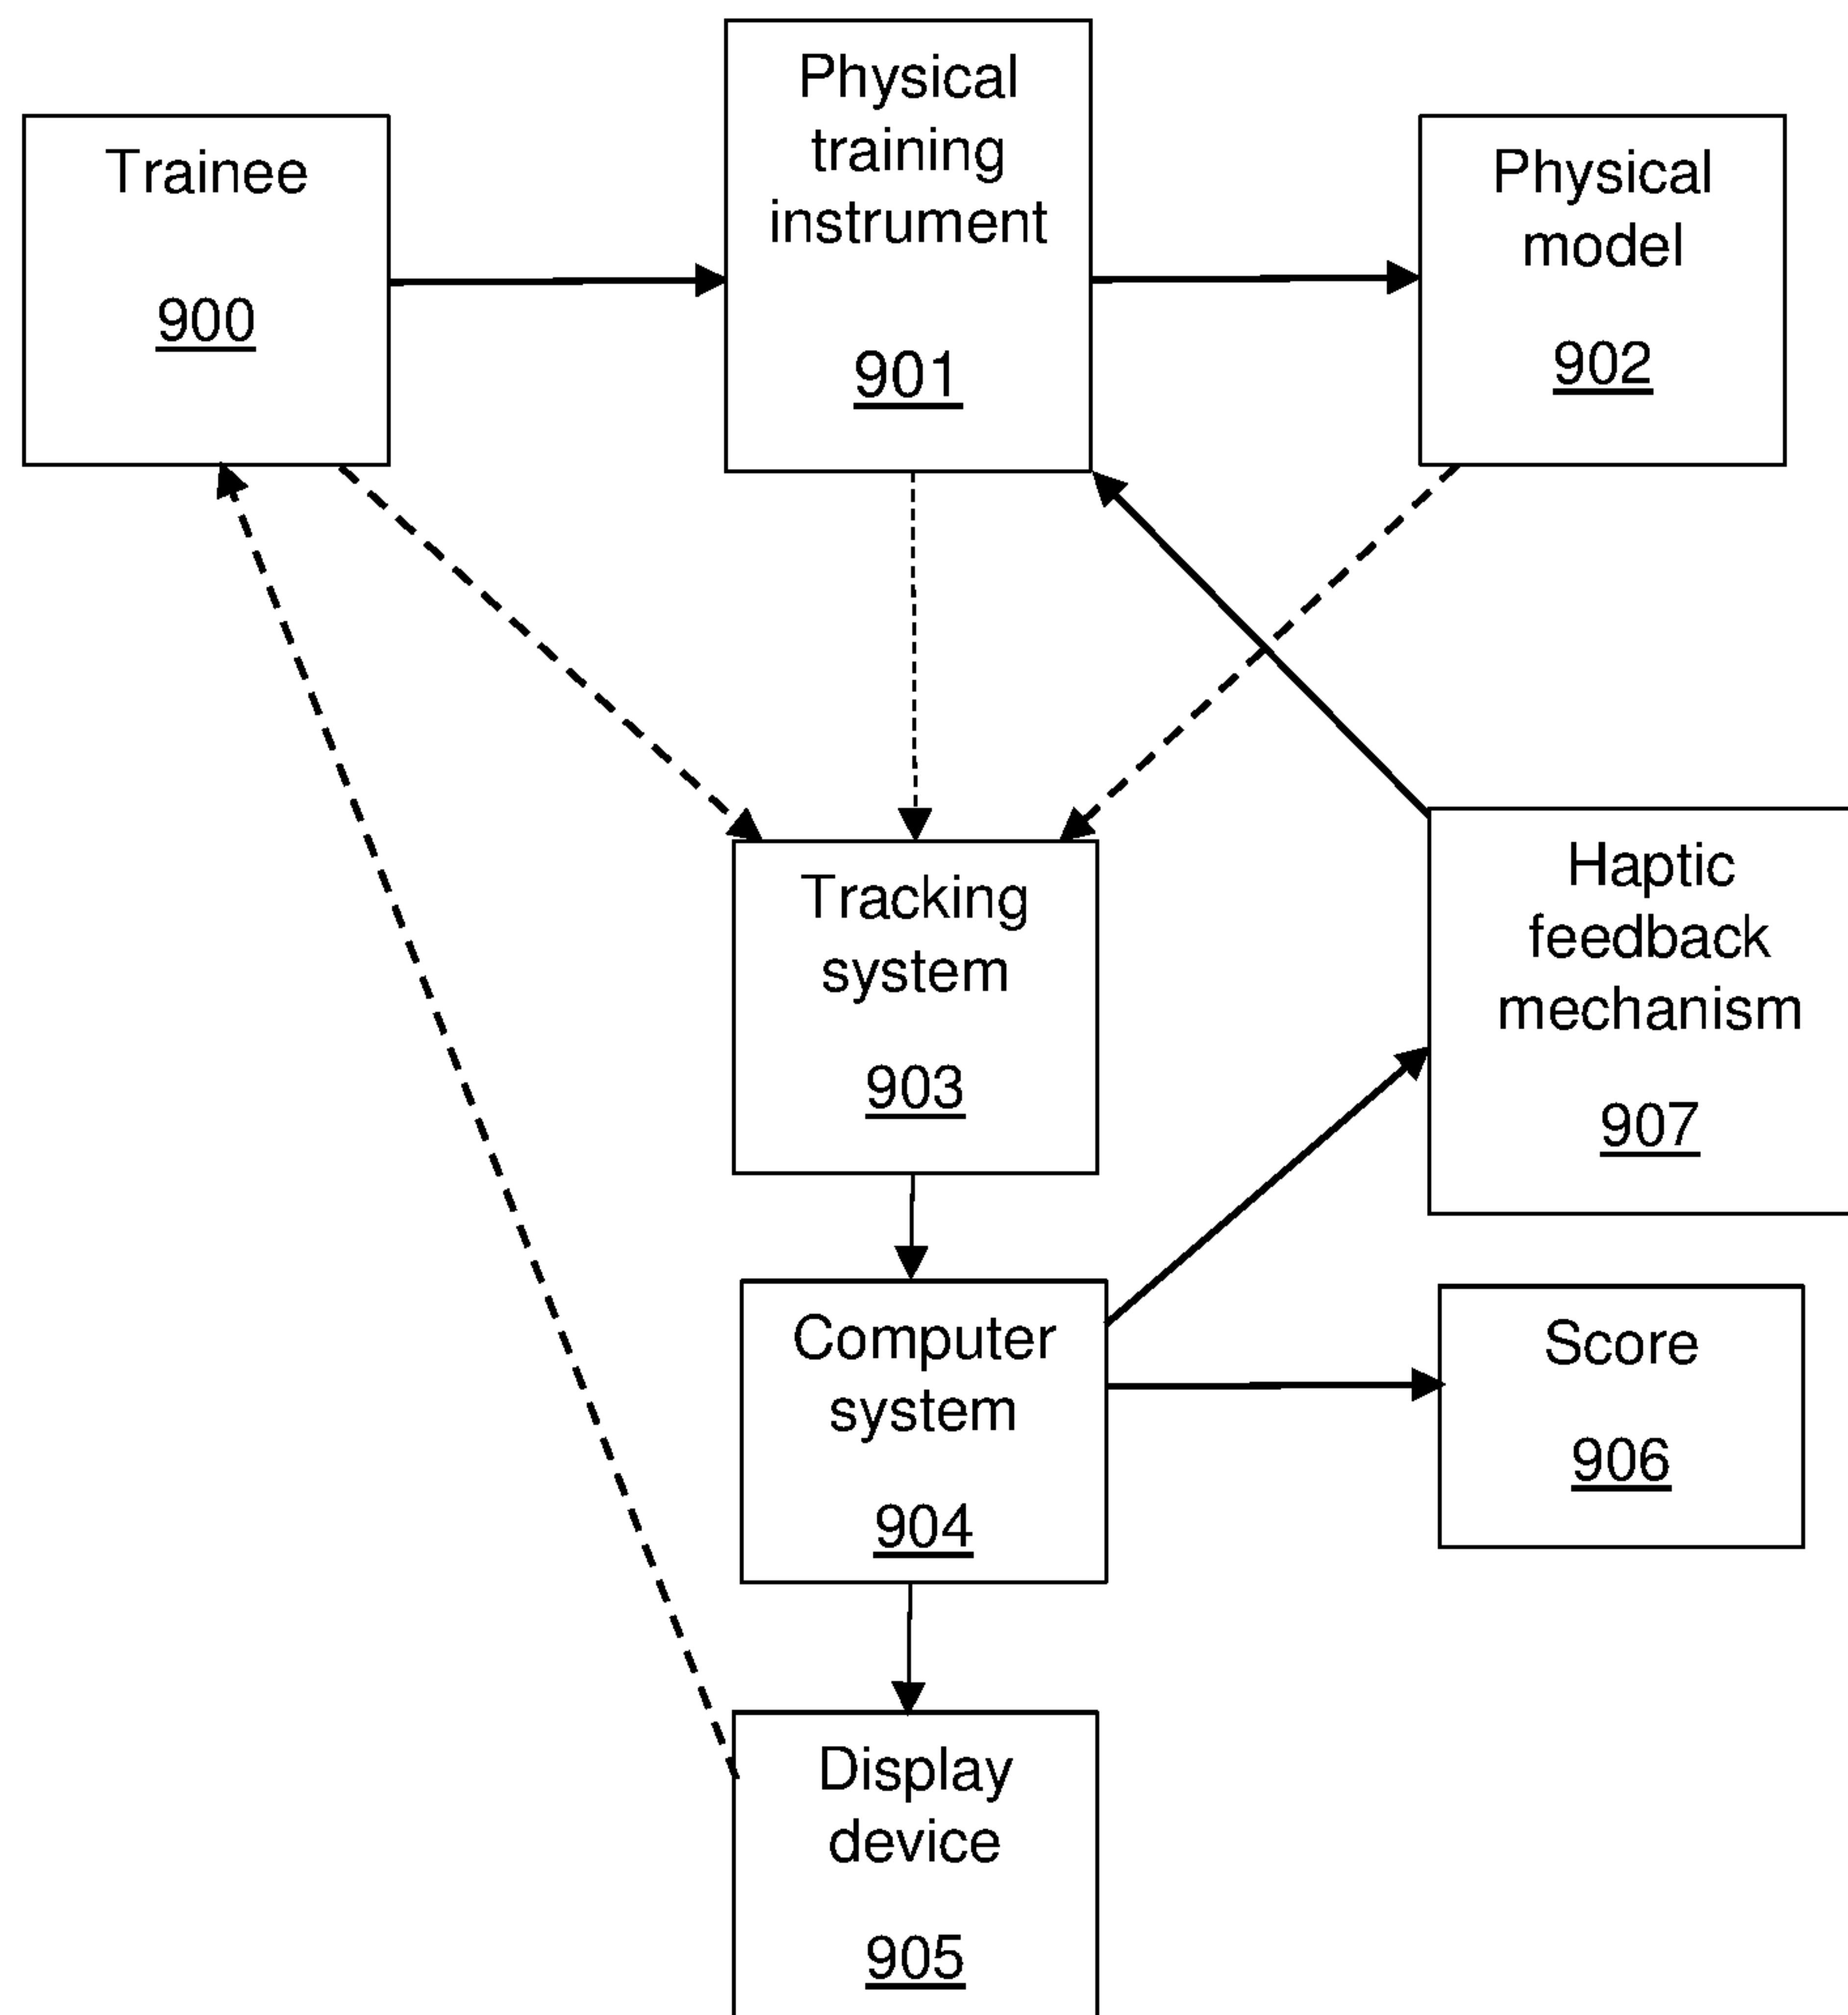 Trainee
900
Physical
training
instrument
901
Physical
model
902
Tracking
system
903
Haptic
feedback
mechanism
907
Computer
system
904
Score
906
Display
device
905